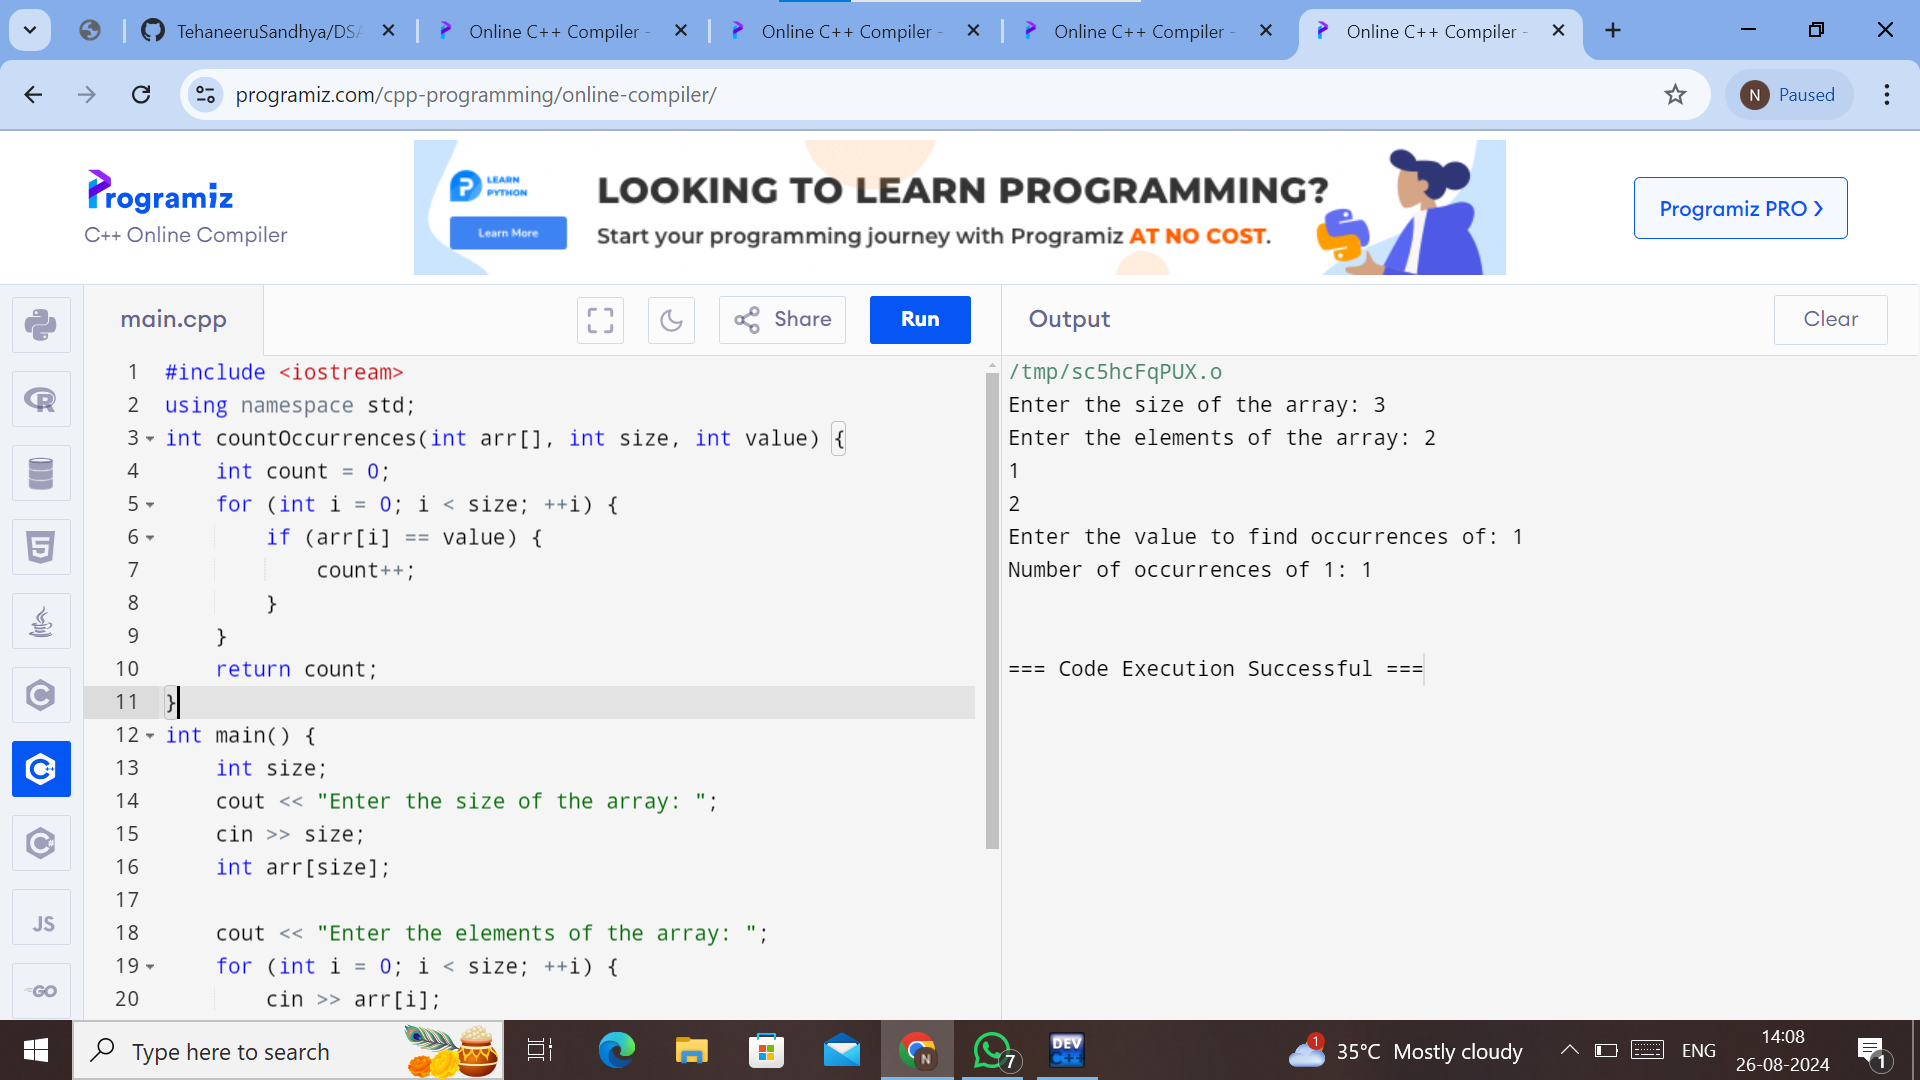 TehaneeruSandhya/DSA
Online C++ Compiler -
Online C++ Compiler -
Online C++ Compiler -
Online C++ Compiler -
programiz.com/cpp-programming/online-compiler/
N
Paused
Programiz
C++ Online Compiler
LEARN
PYTHON
Learn More
LOOKING TO LEARN PROGRAMMING?
Start your programming journey with Programiz AT NO COST.
Programiz PRO
main.cpp
Share
Run
Output
Clear
1 #include <iostream>
2 using namespace std;
3 int countOccurrences(int arr[], int size, int value) {
4     int count = 0;
5     for (int i = 0; i < size; ++i) {
6         if (arr[i] == value) {
7             count++;
8         }
9     }
10     return count;
11 }
12 int main() {
13     int size;
14     cout << "Enter the size of the array: ";
15     cin >> size;
16     int arr[size];
17
18     cout << "Enter the elements of the array: ";
19     for (int i = 0; i < size; ++i) {
20         cin >> arr[i];
/tmp/sc5hcFqPUX.o
Enter the size of the array: 3
Enter the elements of the array: 2
1
2
Enter the value to find occurrences of: 1
Number of occurrences of 1: 1
=== Code Execution Successful ===
JS
GO
Type here to search
N
7
DEV
C++
1
35°C Mostly cloudy
ENG
14:08
26-08-2024
1